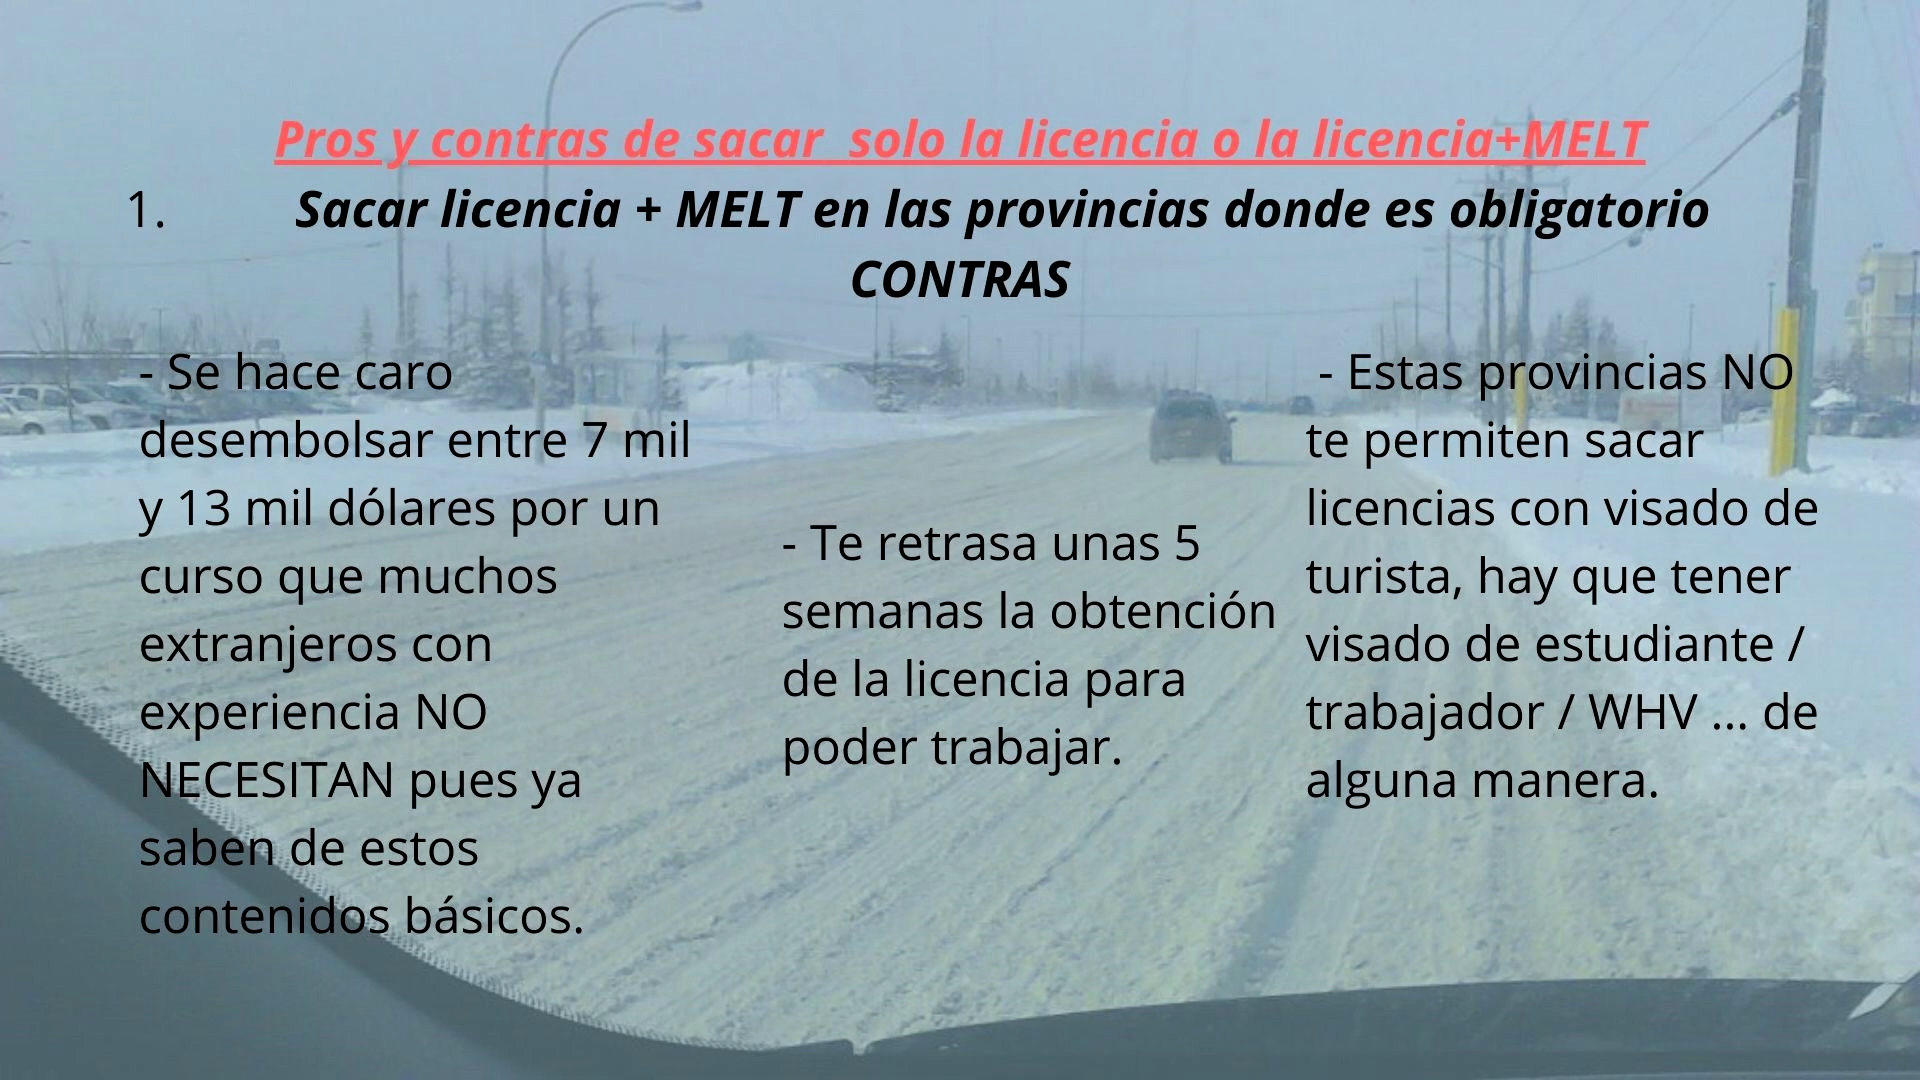 Pros y contras de sacar  solo la licencia o la licencia+MELT
1. Sacar licencia + MELT en las provincias donde es obligatorio
CONTRAS
- Se hace caro
desembolsar entre 7 mil
y 13 mil dólares por un
curso que muchos
extranjeros con
experiencia NO
NECESITAN pues ya
saben de estos
contenidos básicos.
- Te retrasa unas 5
semanas la obtención
de la licencia para
poder trabajar.
- Estas provincias NO
te permiten sacar
licencias con visado de
turista, hay que tener
visado de estudiante /
trabajador / WHV ... de
alguna manera.